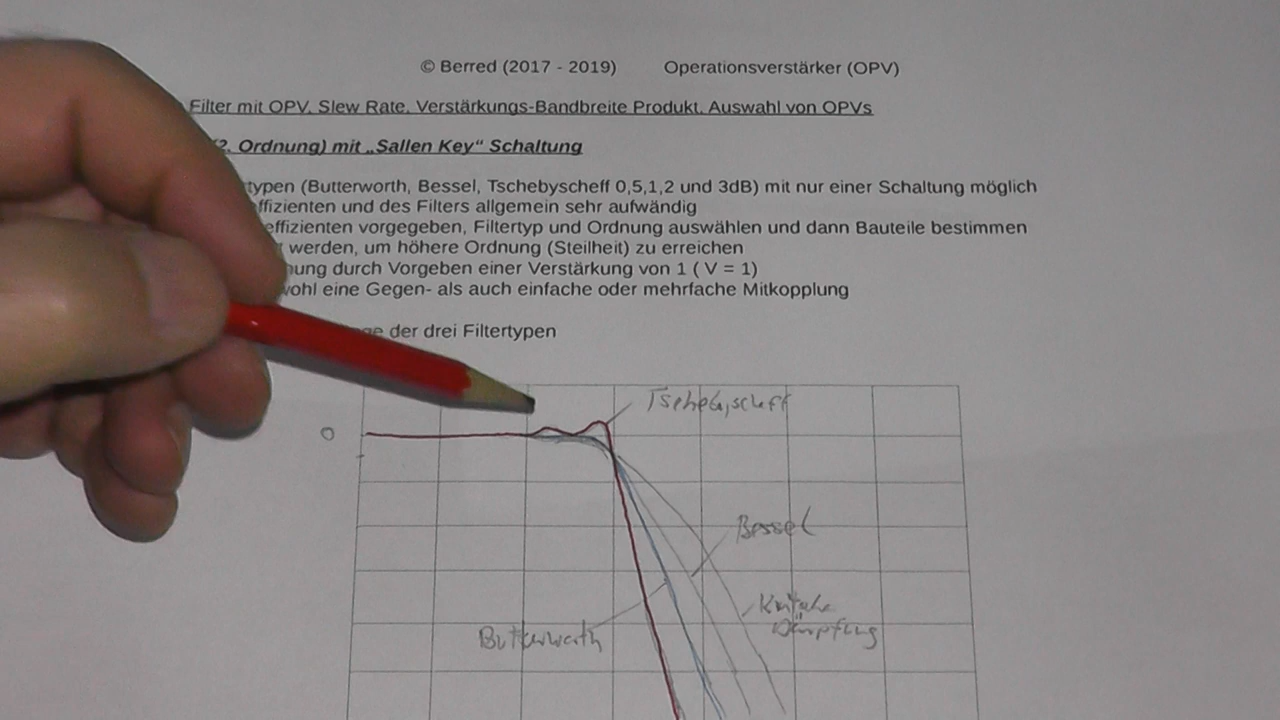 © Berred (2017 - 2019) Operationsverstärker (OPV)
Filter mit OPV, Slew Rate, Verstärkungs-Bandbreite Produkt, Auswahl von OPVs
(2. Ordnung) mit „Sallen Key“ Schaltung
typen (Butterworth, Bessel, Tschebyscheff 0,5,1,2 und 3dB) mit nur einer Schaltung möglich
effizienten und des Filters allgemein sehr aufwändig
effizienten vorgegeben, Filtertyp und Ordnung auswählen und dann Bauteile bestimmen
werden, um höhere Ordnung (Steilheit) zu erreichen
nung durch Vorgeben einer Verstärkung von 1 ( V = 1)
wohl eine Gegen- als auch einfache oder mehrfache Mitkopplung
der drei Filtertypen
Tschebyscheff
0
Bessel
Kritische
Dämpfung
Butterworth